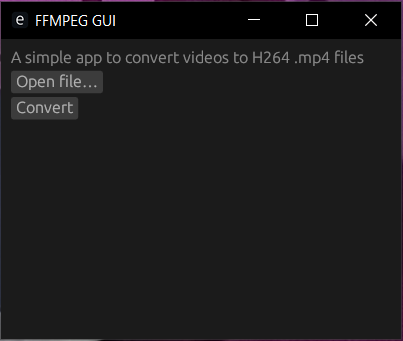 e FFMPEG GUI
A simple app to convert videos to H264 .mp4 files
Open file...
Convert